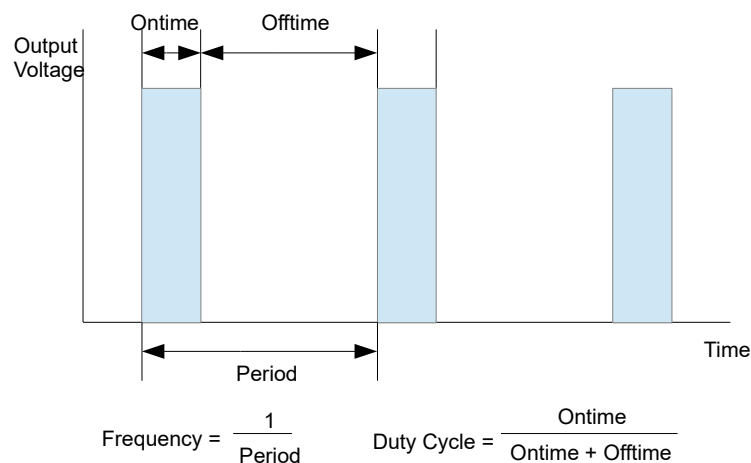 Ontime
Offtime
Output
Voltage
Time
Period
Frequency = 1 / Period
Duty Cycle = Ontime / Ontime + Offtime